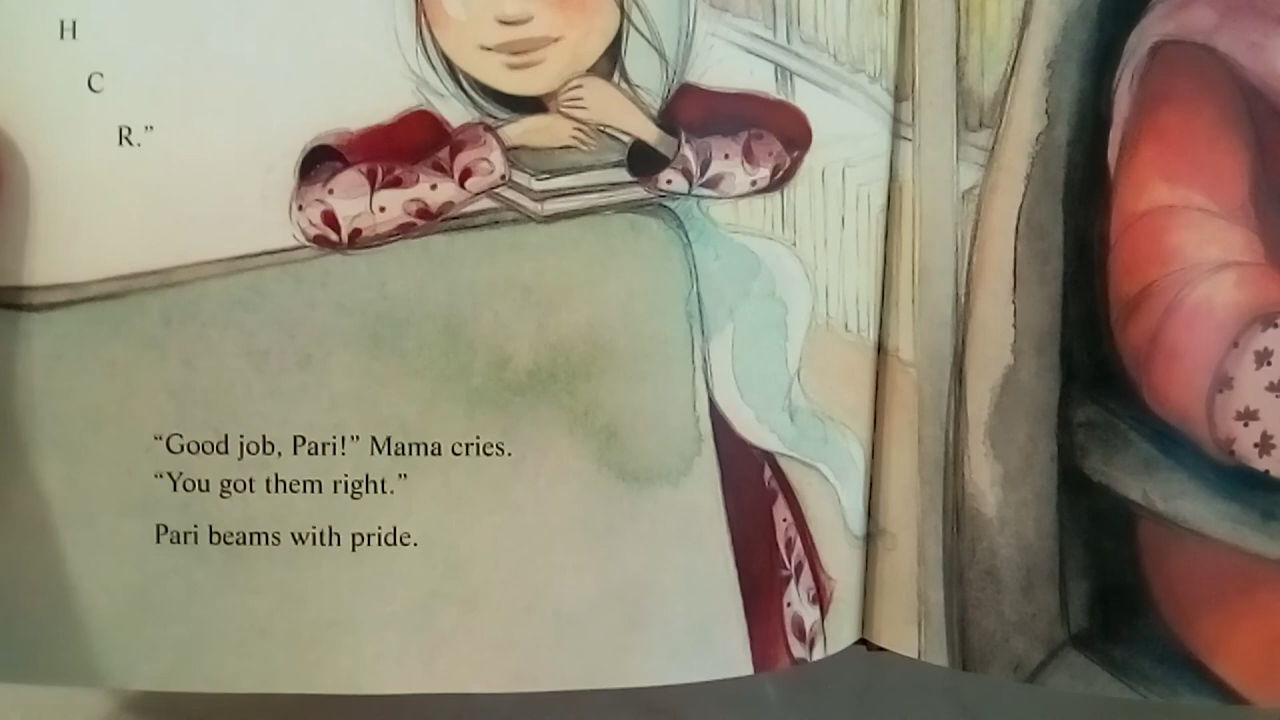 H
C
R.”
“Good job, Pari!” Mama cries.
“You got them right.”
Pari beams with pride.